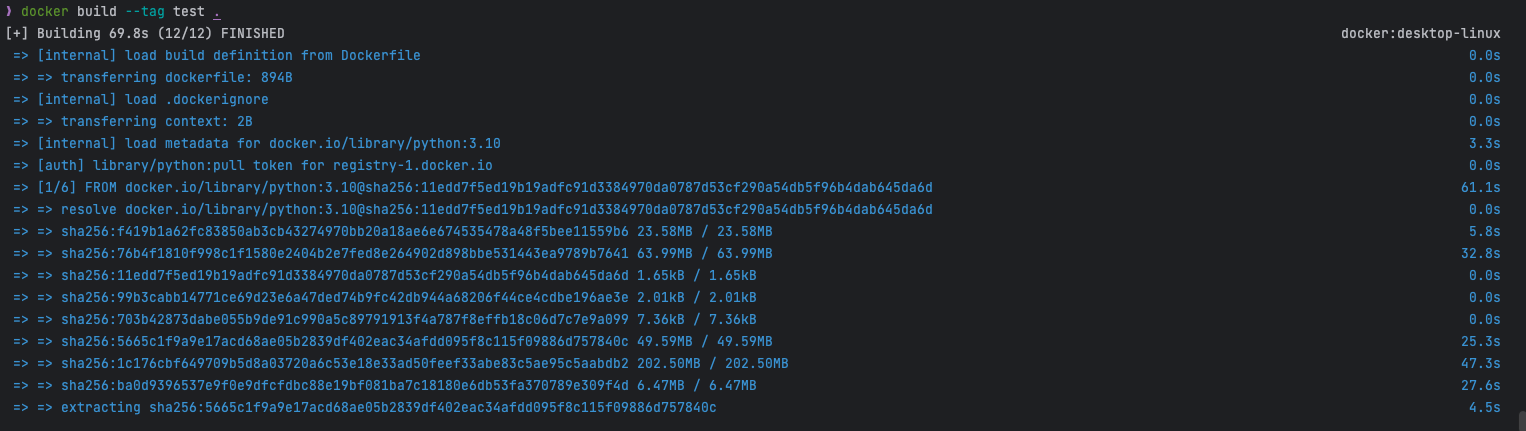 ❯ docker build --tag test .
[+] Building 69.8s (12/12) FINISHED docker:desktop-linux
=> [internal] load build definition from Dockerfile 0.0s
=> => transferring dockerfile: 894B 0.0s
=> [internal] load .dockerignore 0.0s
=> => transferring context: 2B 0.0s
=> [internal] load metadata for docker.io/library/python:3.10 3.3s
=> [auth] library/python:pull token for registry-1.docker.io 0.0s
=> [1/6] FROM docker.io/library/python:3.10@sha256:11edd7f5ed19b19adfc91d3384970da0787d53cf290a54db5f96b4dab645da6d 61.1s
=> => resolve docker.io/library/python:3.10@sha256:11edd7f5ed19b19adfc91d3384970da0787d53cf290a54db5f96b4dab645da6d 0.0s
=> => sha256:f419b1a62fc83850ab3cb43274970bb20a18ae6e674535478a48f5bee11559b6 23.58MB / 23.58MB 5.8s
=> => sha256:76b4f1810f998c1f1580e2404b2e7fed8e264902d898bbe531443ea9789b7641 63.99MB / 63.99MB 32.8s
=> => sha256:11edd7f5ed19b19adfc91d3384970da0787d53cf290a54db5f96b4dab645da6d 1.65kB / 1.65kB 0.0s
=> => sha256:99b3cabb14771ce69d23e6a47ded74b9fc42db944a68206f44ce4cdbe196ae3e 2.01kB / 2.01kB 0.0s
=> => sha256:703b42873dabe055b9de91c990a5c89791913f4a787f8effb18c06d7c7e9a099 7.36kB / 7.36kB 0.0s
=> => sha256:5665c1f9a9e17acd68ae05b2839df402eac34afdd095f8c115f09886d757840c 49.59MB / 49.59MB 25.3s
=> => sha256:1c176cbf649709b5d8a03720a6c53e18e33ad50feef33abe83c5ae95c5aabdb2 202.50MB / 202.50MB 47.3s
=> => sha256:ba0d9396537e9f0e9dfcfdbc88e19bf081ba7c18180e6db53fa370789e309f4d 6.47MB / 6.47MB 27.6s
=> => extracting sha256:5665c1f9a9e17acd68ae05b2839df402eac34afdd095f8c115f09886d757840c 4.5s